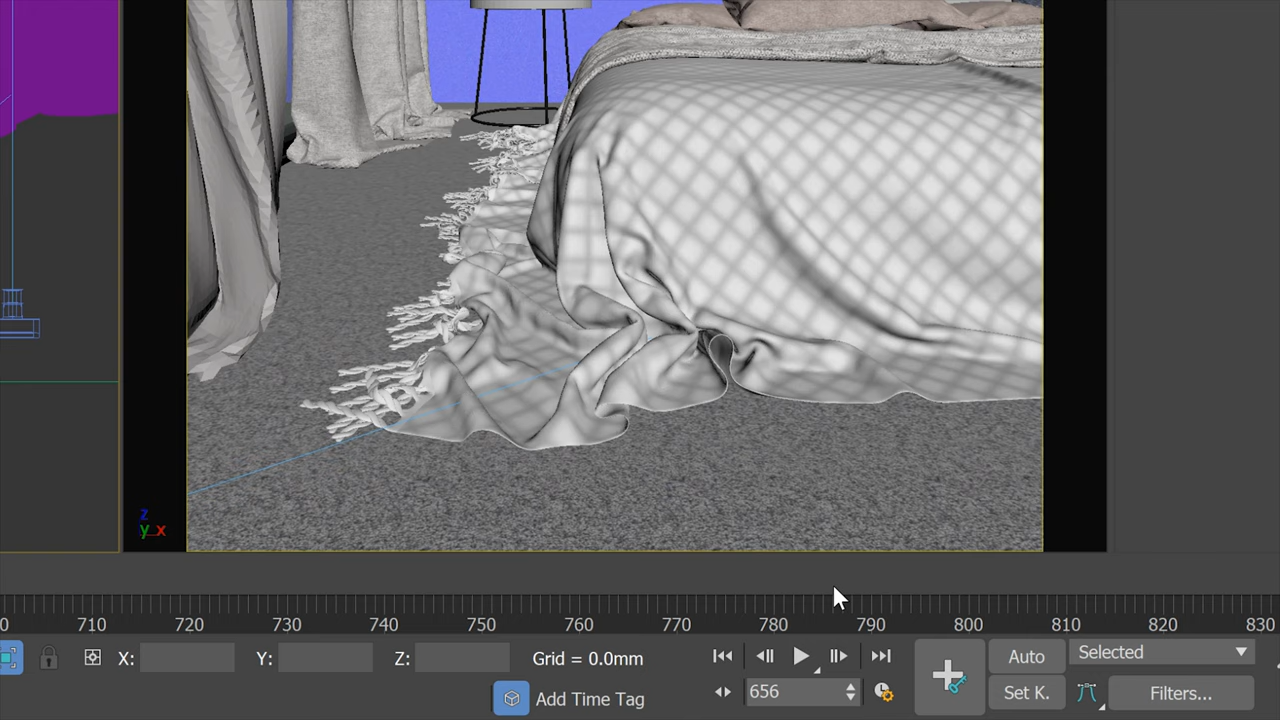 z
y x
0 710 720 730 740 750 760 770 780 790 800 810 820 830
X: Y: Z: Grid = 0.0mm Auto Selected
656 Add Time Tag Set K. Filters...